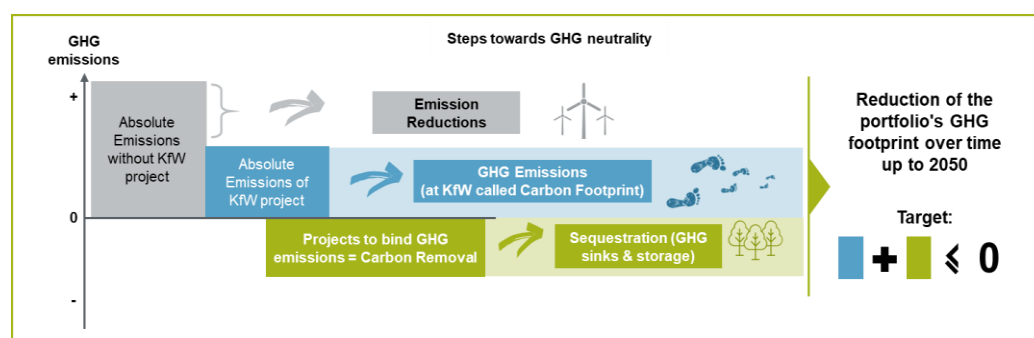 Steps towards GHG neutrality
GHG
emissions
+
0
-
Absolute
Emissions
without KfW
project
Emission
Reductions
Absolute
Emissions of
KfW project
GHG Emissions
(at KfW called Carbon Footprint)
Projects to bind GHG
emissions = Carbon Removal
Sequestration (GHG
sinks & storage)
Reduction of the
portfolio's GHG
footprint over time
up to 2050
Target:
+ ⩽ 0